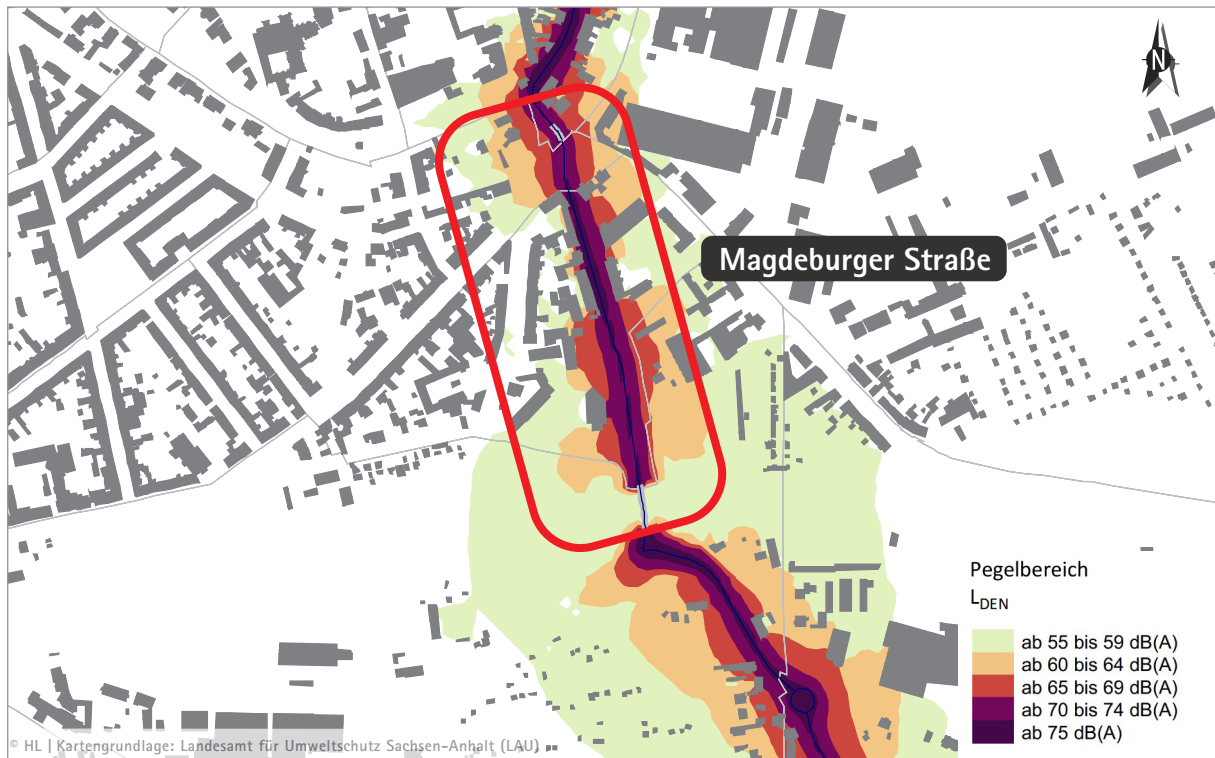 N
Magdeburger Straße
Pegelbereich
LDEN
ab 55 bis 59 dB(A)
ab 60 bis 64 dB(A)
ab 65 bis 69 dB(A)
ab 70 bis 74 dB(A)
ab 75 dB(A)
© HL | Kartengrundlage: Landesamt für Umweltschutz Sachsen-Anhalt (LAU)